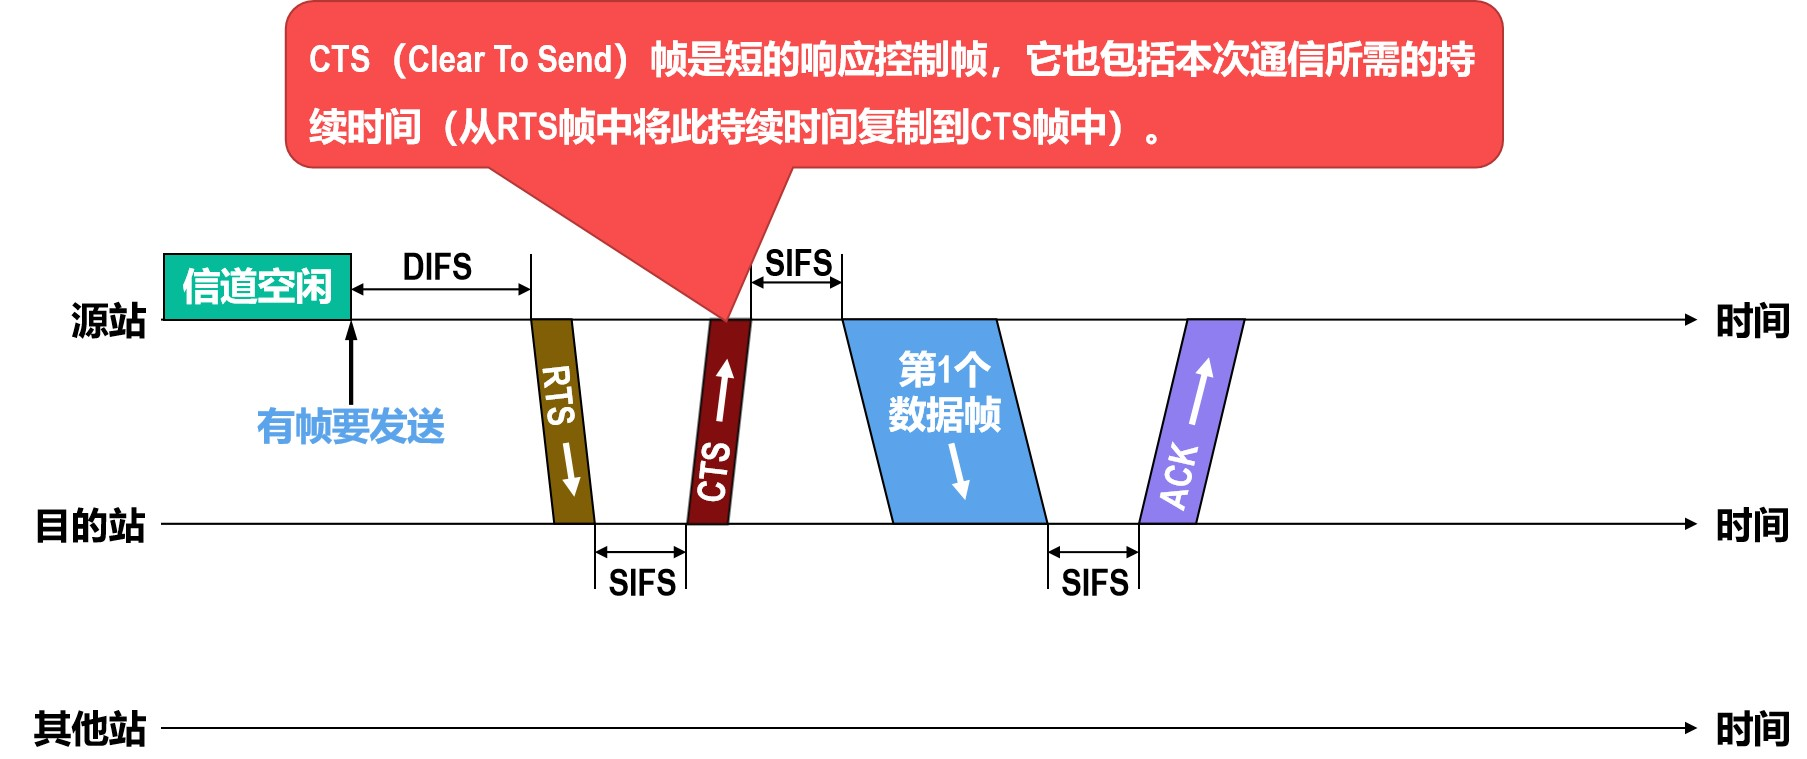 CTS（Clear To Send）帧是短的响应控制帧，它也包括本次通信所需的持
续时间（从RTS帧中将此持续时间复制到CTS帧中）。
DIFS
SIFS
信道空闲
源站
时间
RTS
CTS
第1个
数据帧
ACK
有帧要发送
目的站
时间
SIFS
SIFS
其他站
时间